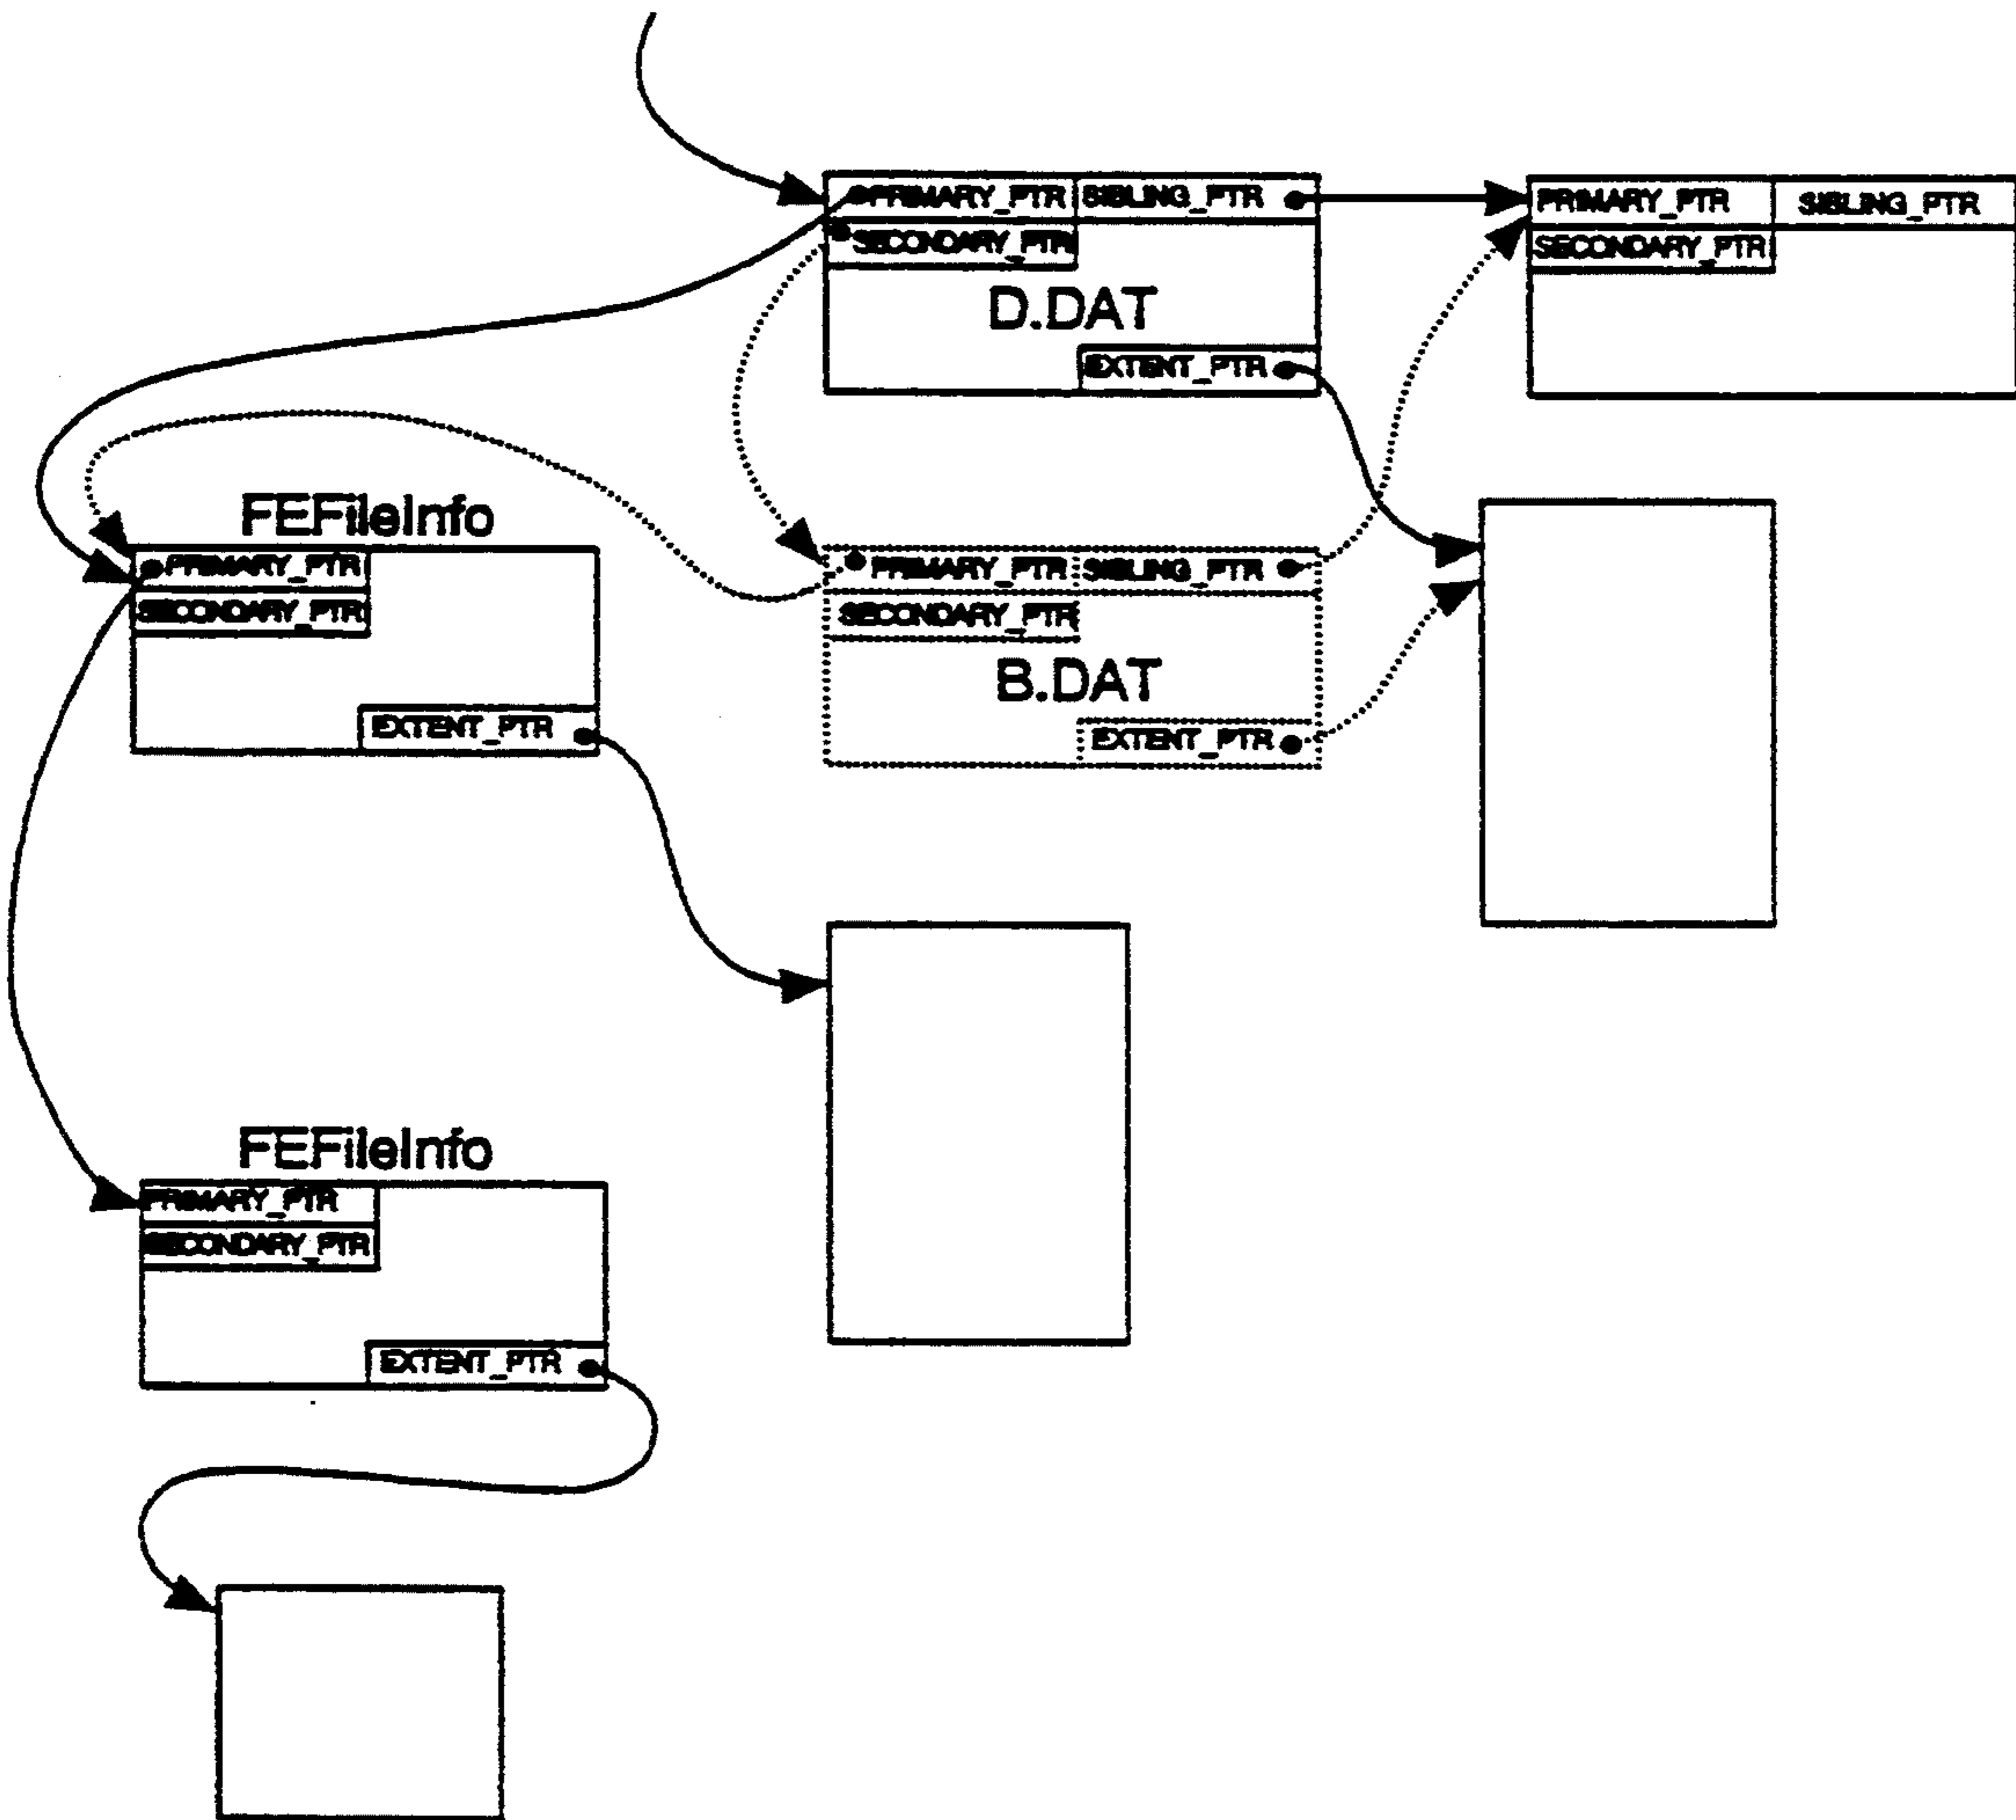 PRIMARY_PTR SIBLING_PTR
SECONDARY_PTR
D.DAT
EXTENT_PTR
PRIMARY_PTR SIBLING_PTR
SECONDARY_PTR
FEFileInfo
PRIMARY_PTR
SECONDARY_PTR
EXTENT_PTR
PRIMARY_PTR SIBLING_PTR
SECONDARY_PTR
B.DAT
EXTENT_PTR
FEFileInfo
PRIMARY_PTR
SECONDARY_PTR
EXTENT_PTR